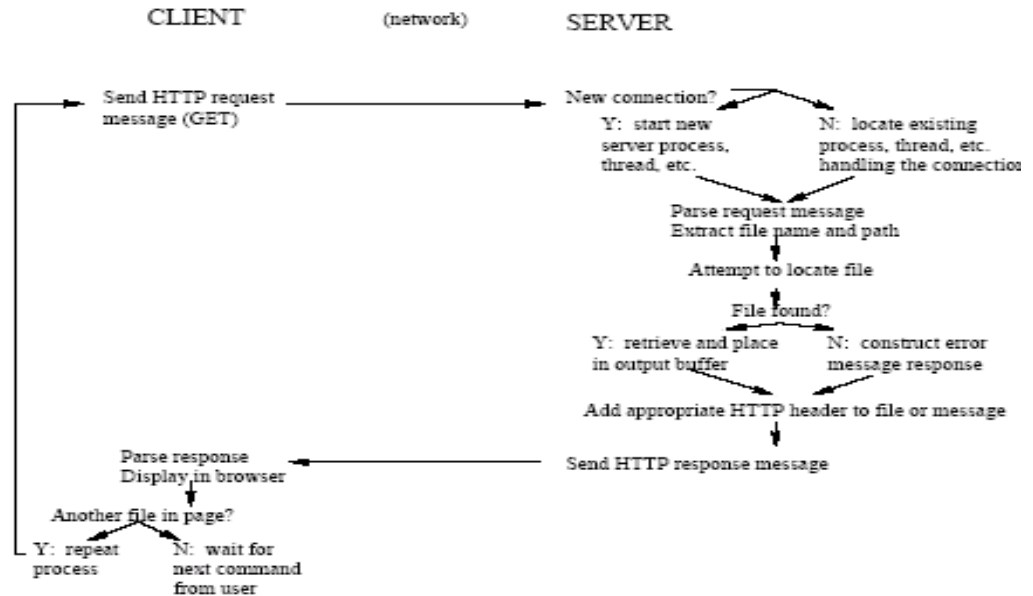 CLIENT
(network)
SERVER
Send HTTP request
message (GET)
New connection?
Y: start new
server process,
thread, etc.
N: locate existing
process, thread, etc.
handling the connection
Parse request message
Extract file name and path
Attempt to locate file
File found?
Y: retrieve and place
in output buffer
N: construct error
message response
Add appropriate HTTP header to file or message
Send HTTP response message
Parse response
Display in browser
Another file in page?
Y: repeat
process
N: wait for
next command
from user